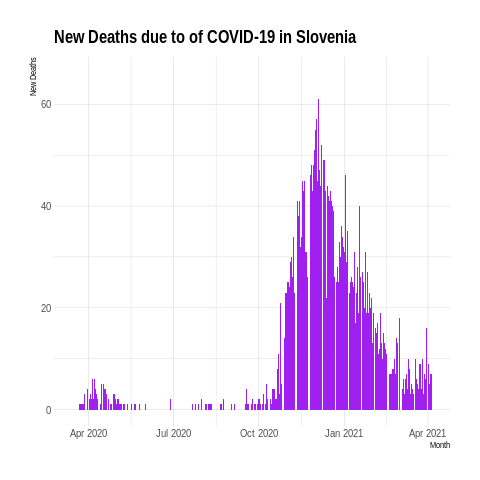 New Deaths due to of COVID-19 in Slovenia
New Deaths
60
40
20
0
Apr 2020 Jul 2020 Oct 2020 Jan 2021 Apr 2021
Month